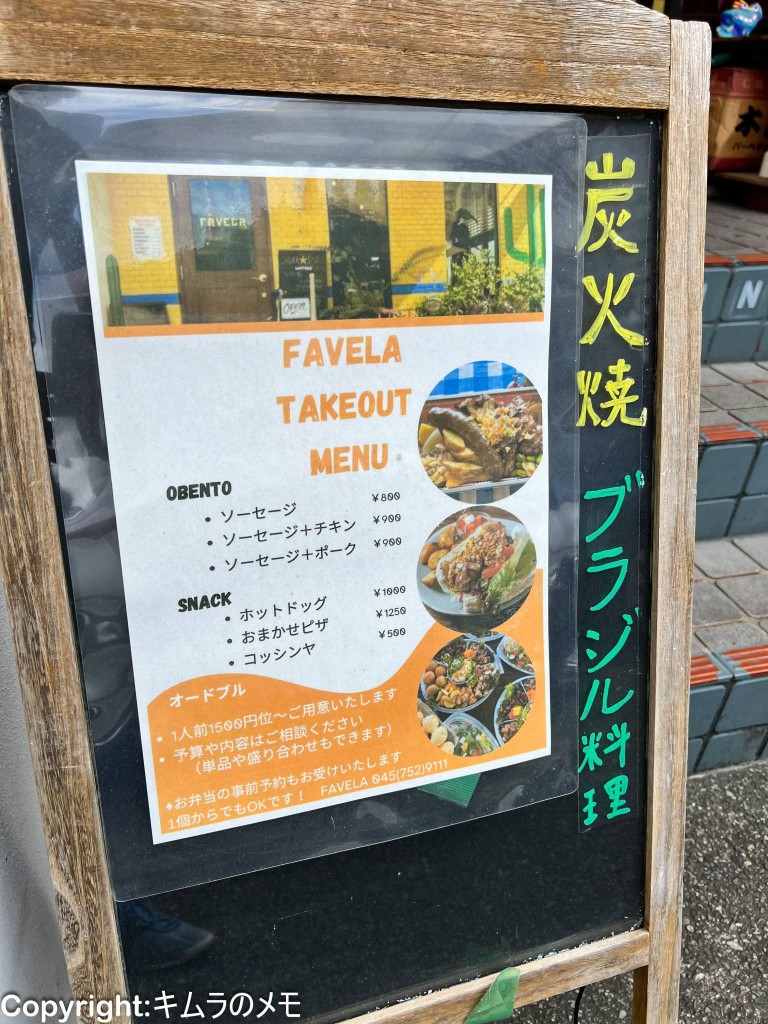 FAVELA
OPEN
FAVELA
TAKEOUT
MENU
OBENTO
• ソーセージ ¥800
• ソーセージ＋チキン ¥900
• ソーセージ＋ポーク ¥900
SNACK
• ホットドッグ ¥1000
• おまかせピザ ¥1250
• コッシンヤ ¥500
オードブル
• 1人前1500円位～ご用意いたします
• 予算や内容はご相談ください
（単品や盛り合わせもできます）
♦お弁当の事前予約もお受けいたします
1個からでもOKです！ FAVELA 045(752)9111
炭火焼
ブラジル料理
木
N
Copyright:キムラのメモ